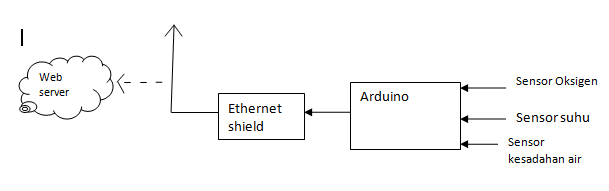 Web
server
Ethernet
shield
Arduino
Sensor Oksigen
Sensor suhu
Sensor
kesadahan air